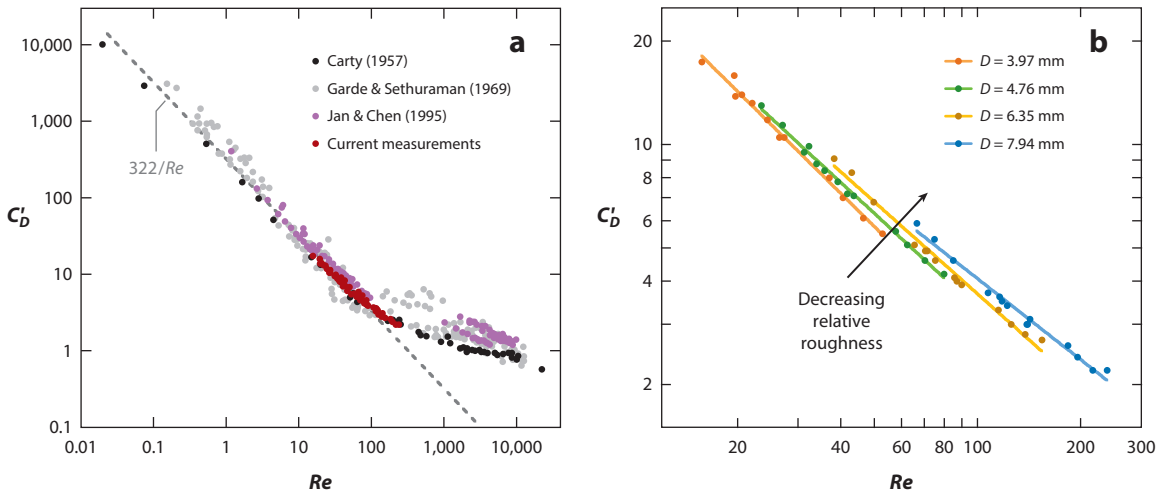 a
10,000
1,000
100
10
1
0.1
C'D
Carty (1957)
Garde & Sethuraman (1969)
Jan & Chen (1995)
Current measurements
322/Re
0.01
0.1
1
10
100
1,000
10,000
Re
b
20
10
8
6
4
2
C'D
D = 3.97 mm
D = 4.76 mm
D = 6.35 mm
D = 7.94 mm
Decreasing
relative
roughness
20
40
60
80
100
200
300
Re